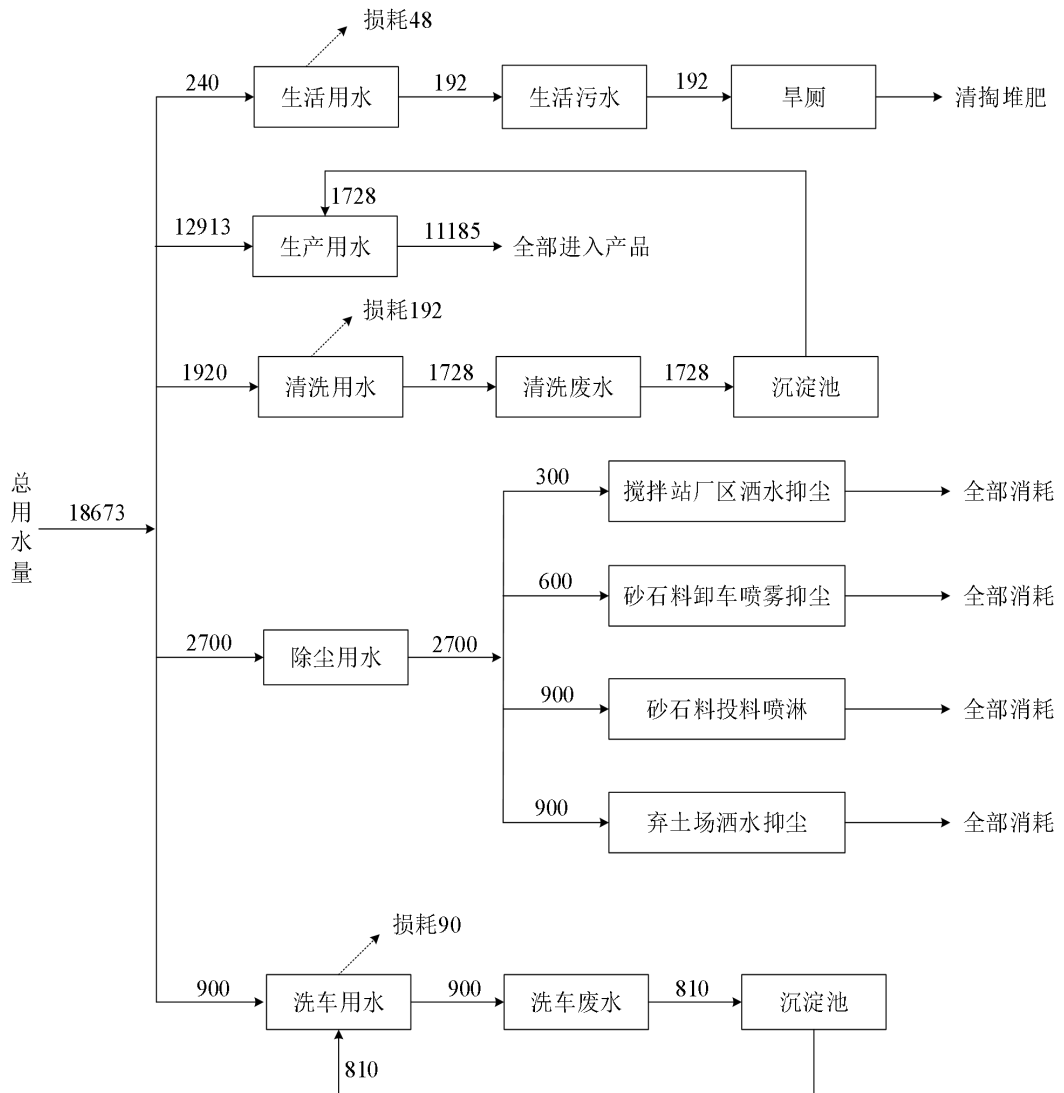 损耗48
240
生活用水
192
生活污水
192
旱厕
清掏堆肥
1728
12913
生产用水
11185
全部进入产品
损耗192
1920
清洗用水
1728
清洗废水
1728
沉淀池
总用水量
18673
300
搅拌站厂区洒水抑尘
全部消耗
600
砂石料卸车喷雾抑尘
全部消耗
2700
除尘用水
2700
900
砂石料投料喷淋
全部消耗
900
弃土场洒水抑尘
全部消耗
损耗90
900
洗车用水
900
洗车废水
810
沉淀池
810